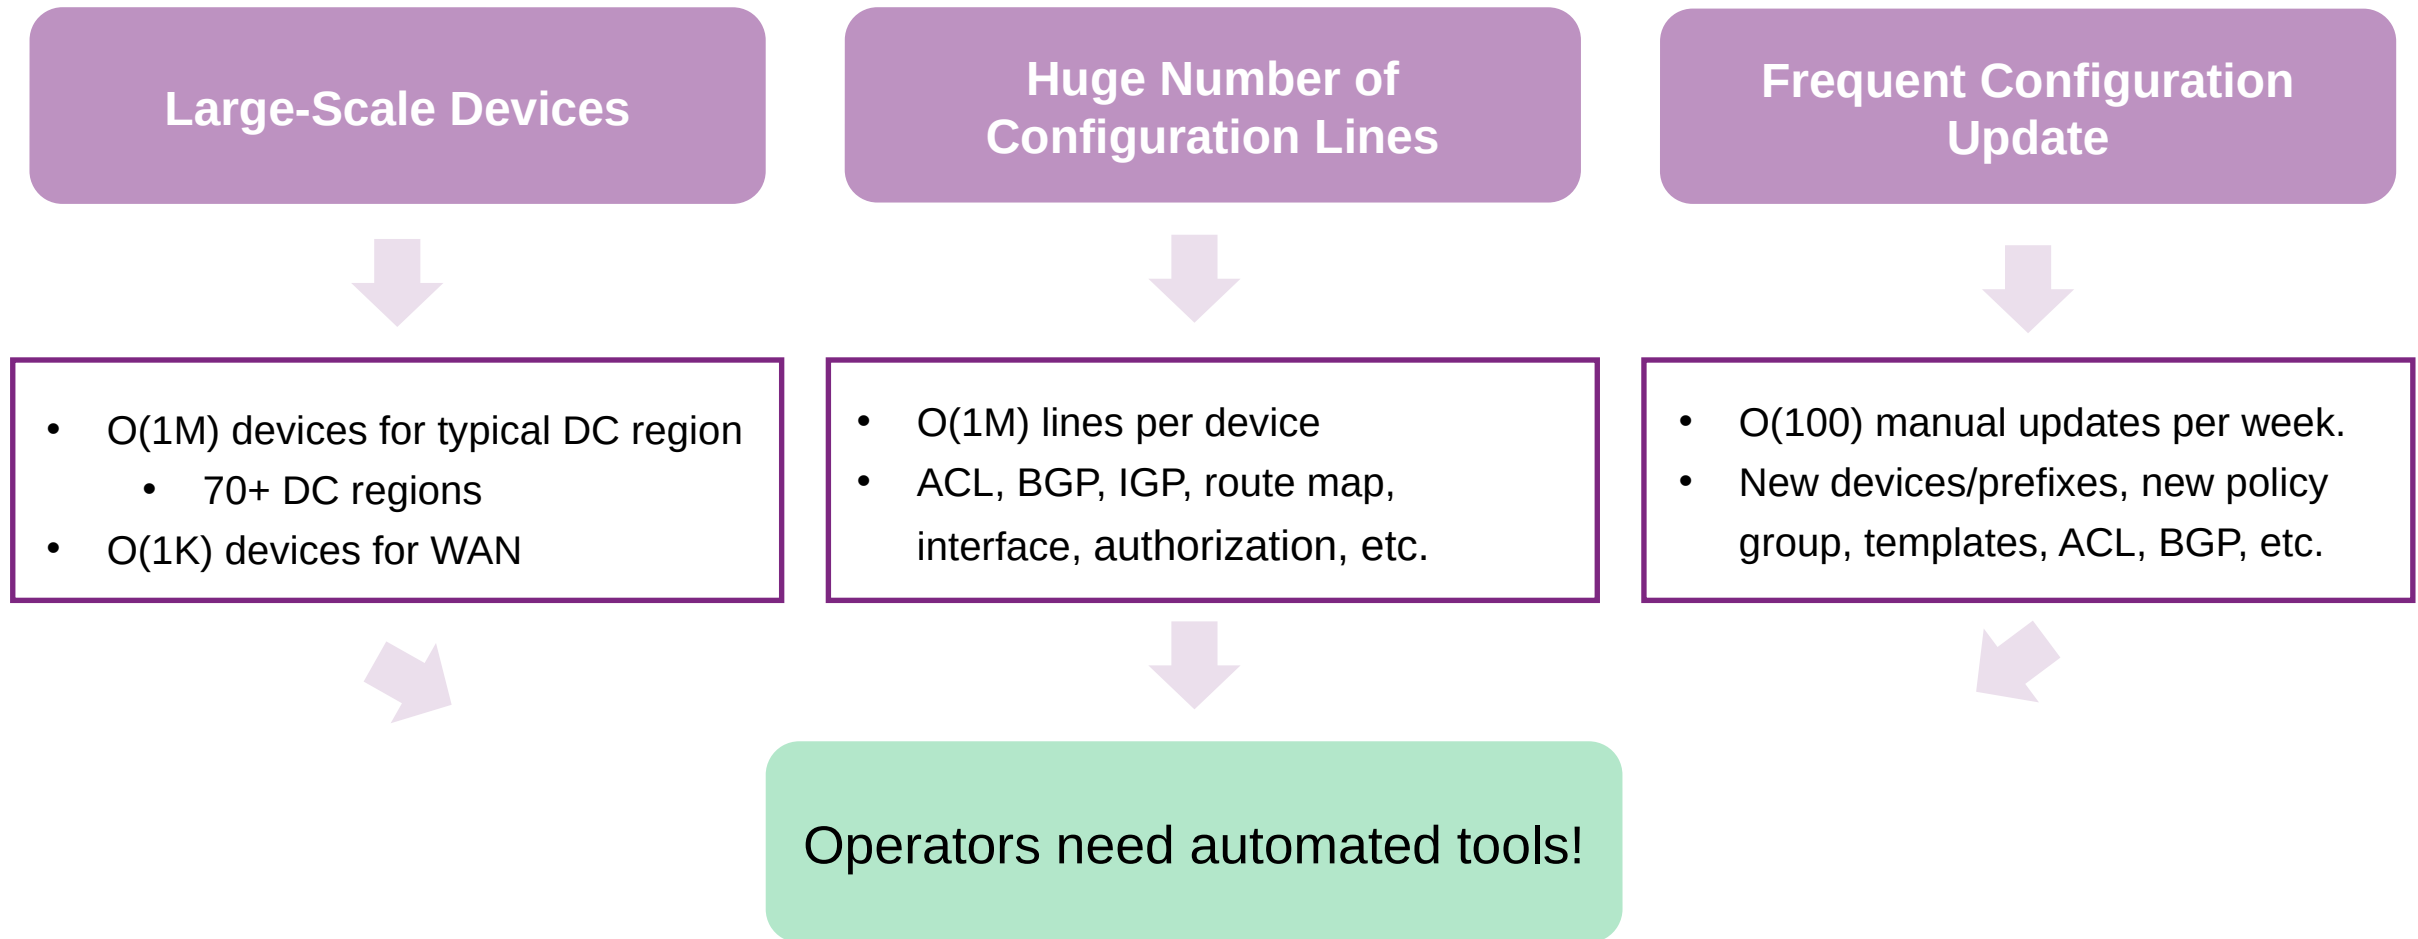 Large-Scale Devices
Huge Number of
Configuration Lines
Frequent Configuration
Update
• O(1M) devices for typical DC region
• 70+ DC regions
• O(1K) devices for WAN
• O(1M) lines per device
• ACL, BGP, IGP, route map,
interface, authorization, etc.
• O(100) manual updates per week.
• New devices/prefixes, new policy
group, templates, ACL, BGP, etc.
Operators need automated tools!